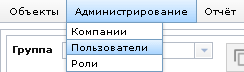 Объекты Администрирование Отчёт
Компании
Группа Пользователи
Роли